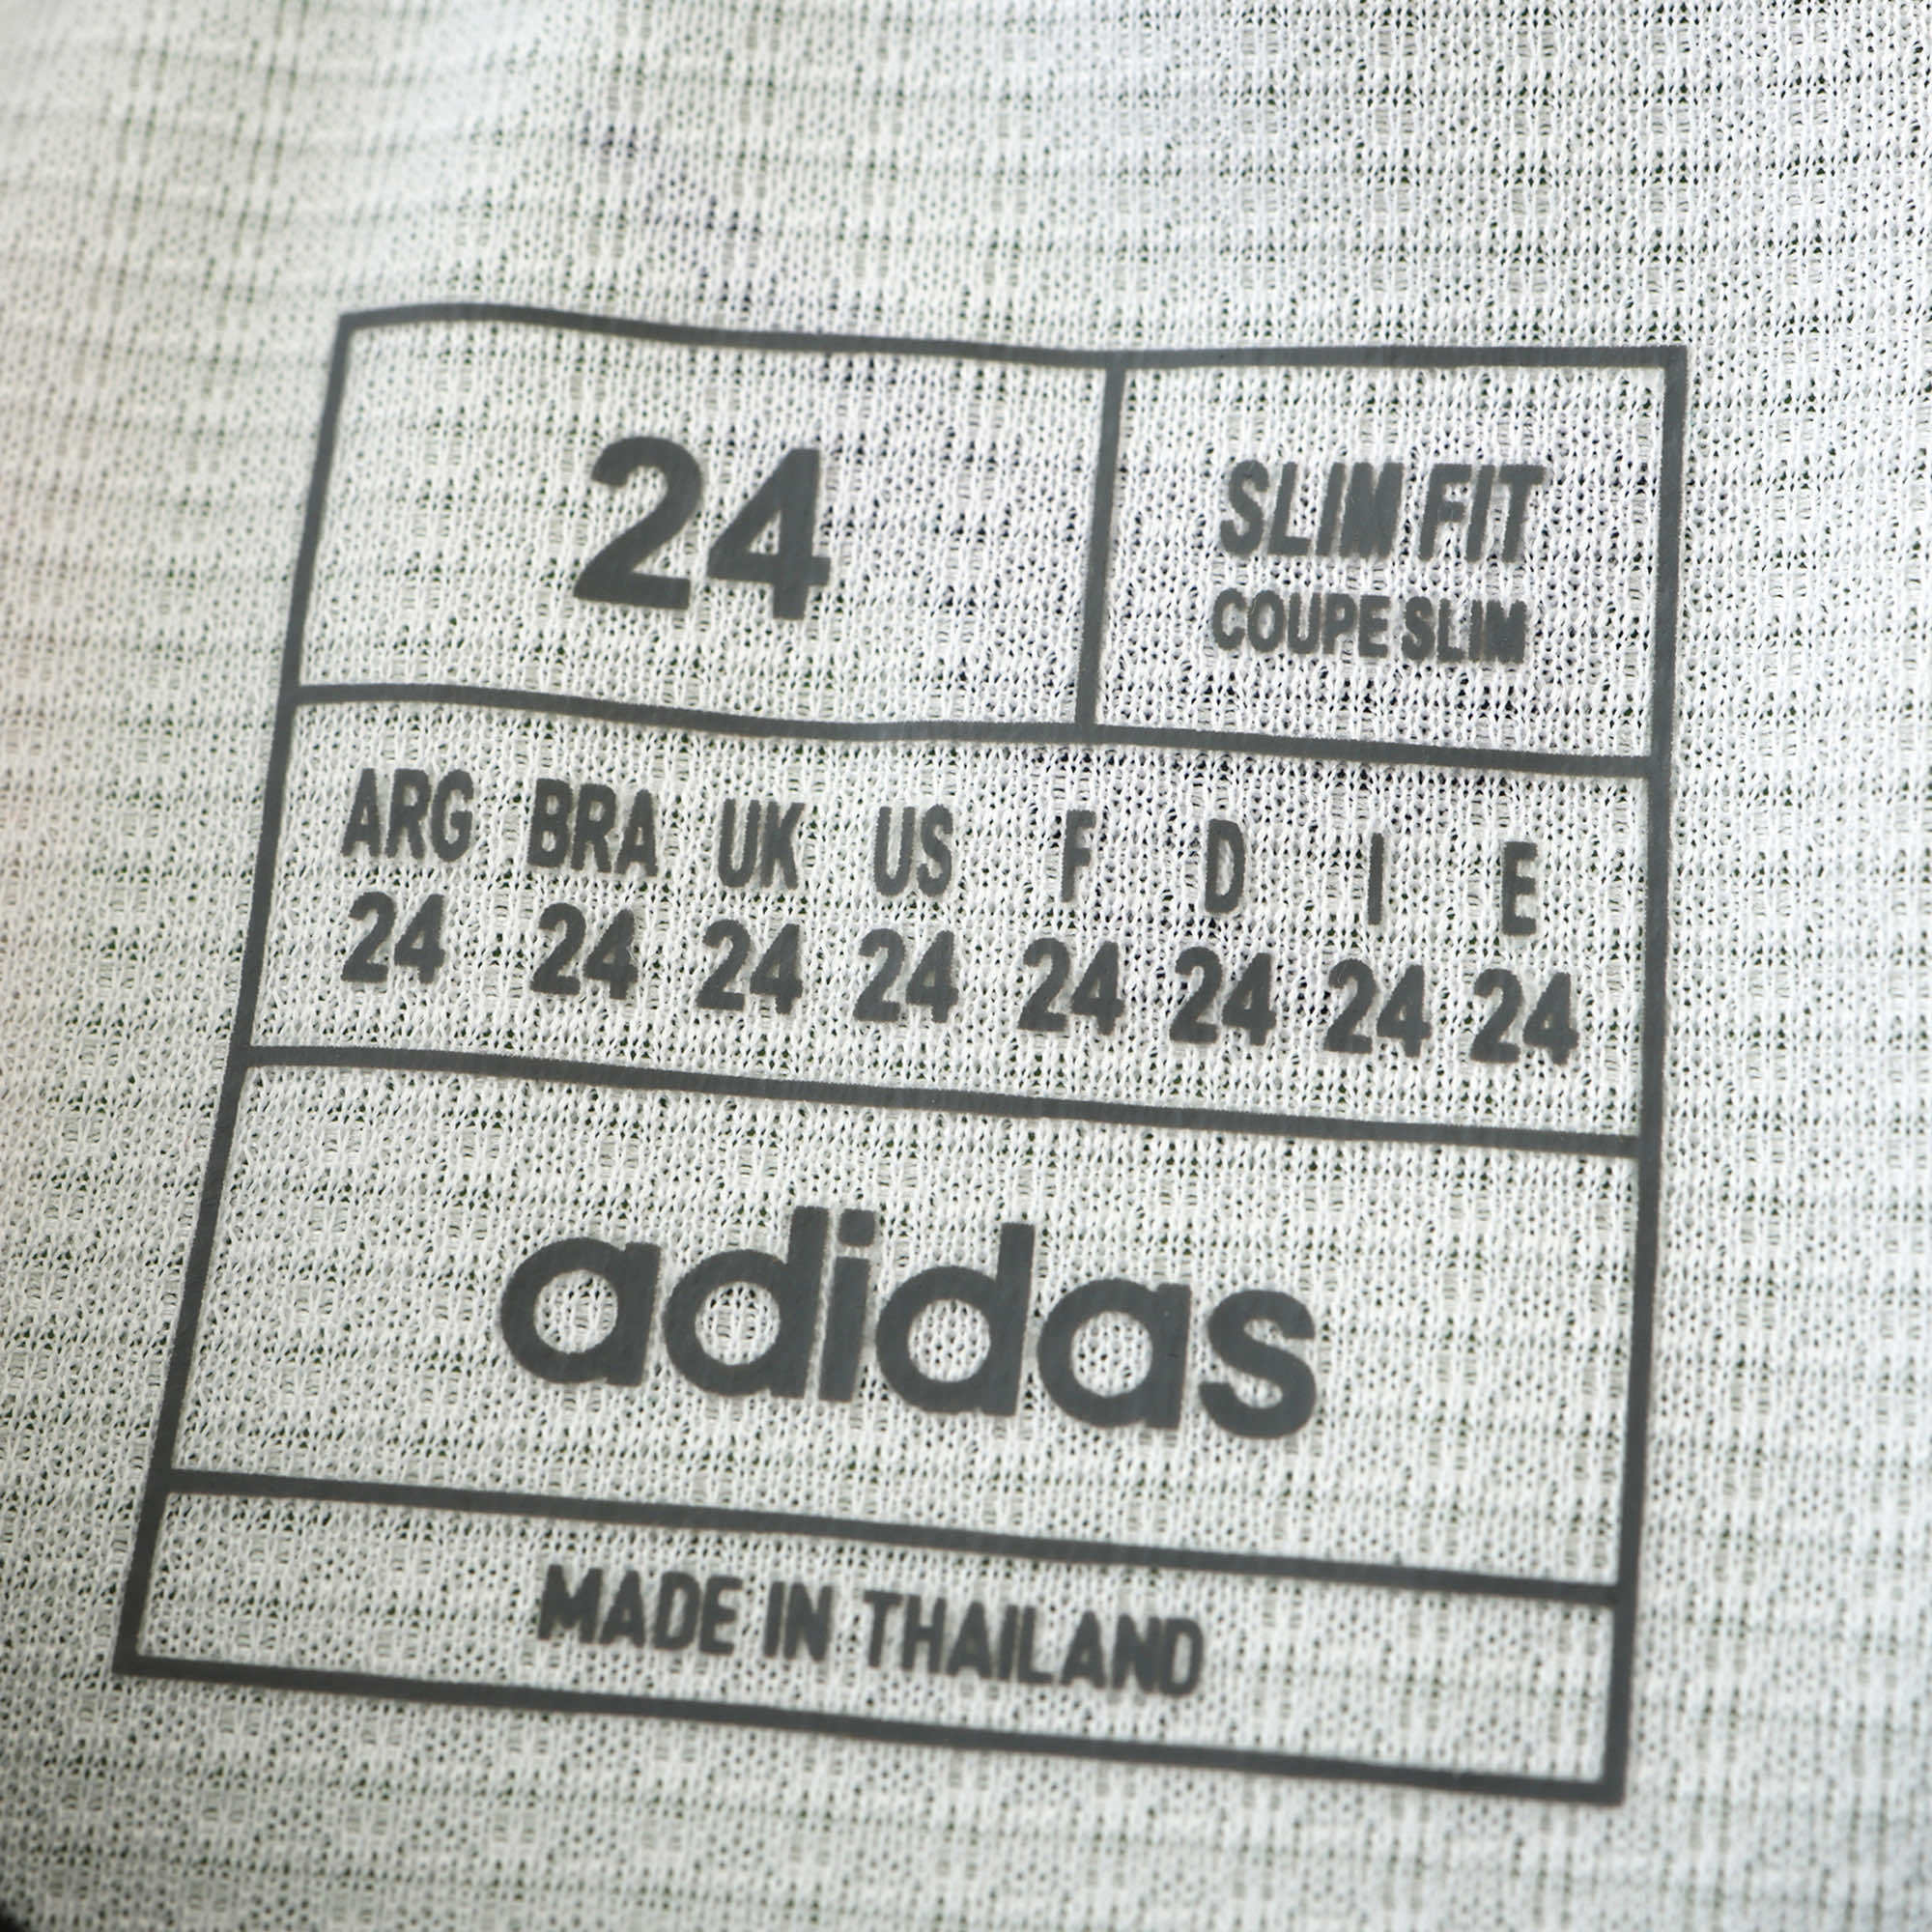 24
SLIM FIT
COUPE SLIM
ARG BRA UK US F D I E
24 24 24 24 24 24 24 24
adidas
MADE IN THAILAND